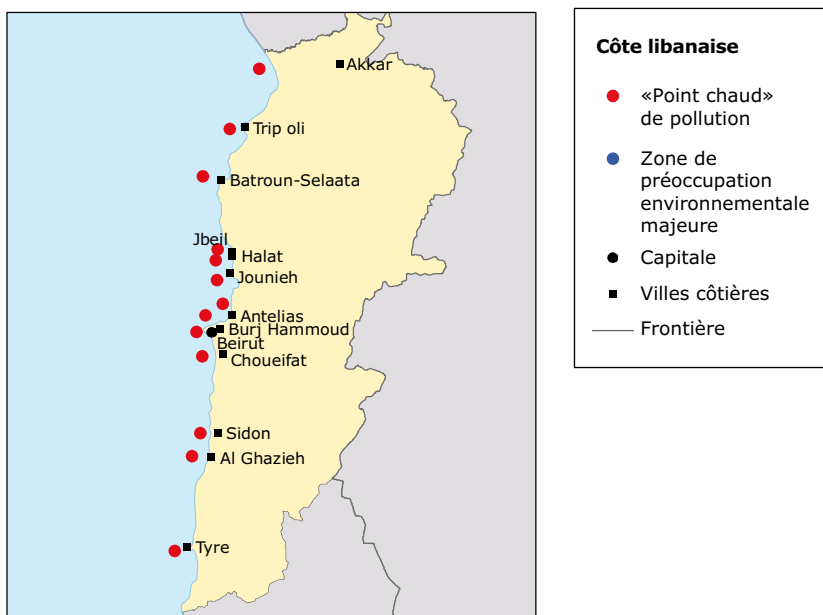 Akkar
Trip oli
Batroun-Selaata
Jbeil
Halat
Jounieh
Antelias
Burj Hammoud
Beirut
Choueifat
Sidon
Al Ghazieh
Tyre
Côte libanaise
«Point chaud»
de pollution
Zone de
préoccupation
environnementale
majeure
Capitale
Villes côtières
Frontière